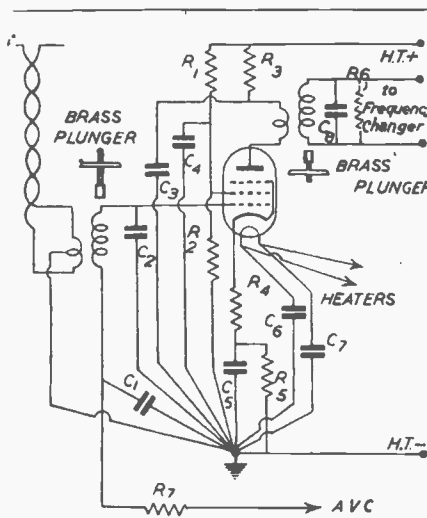 R1
R3
H.T.+
R6
to
Frequency
Changer
BRASS
PLUNGER
C4
C3
C8
BRASS
PLUNGER
C2
R2
R4
HEATERS
C6
C7
C1
C5
R5
H.T.-
R7
AVC